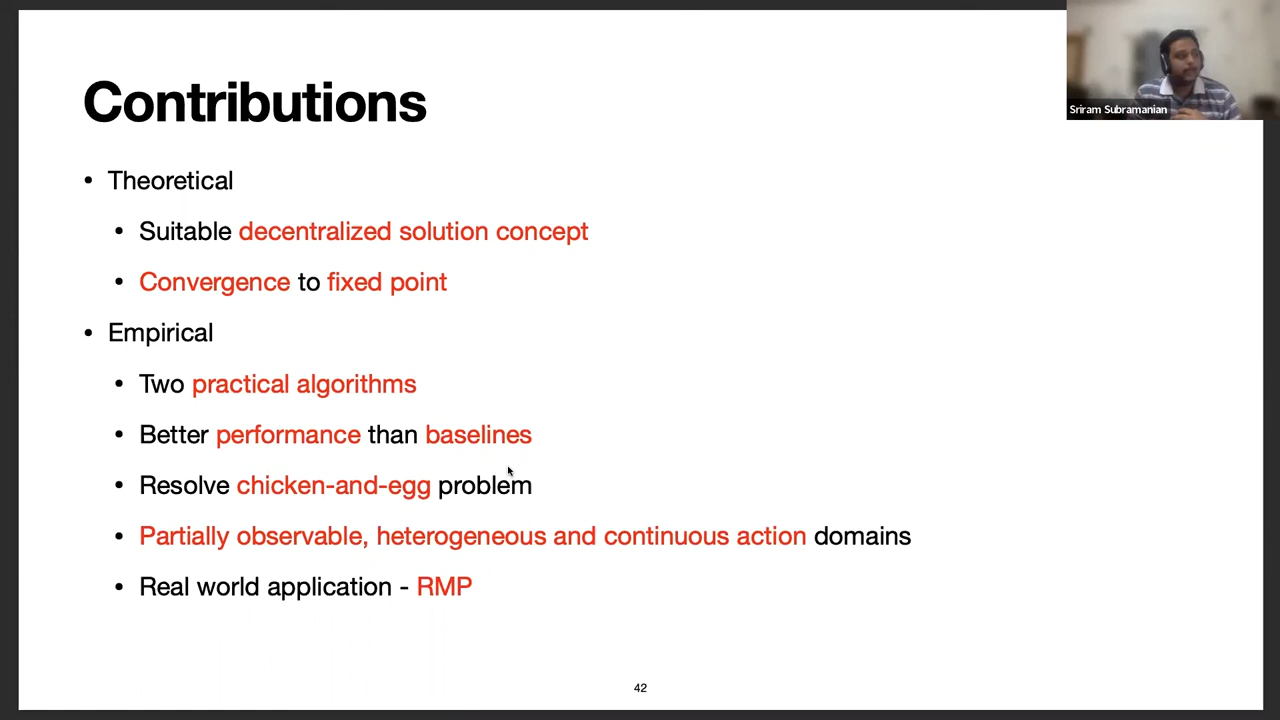 Contributions
Sriram Subramanian
• Theoretical
• Suitable decentralized solution concept
• Convergence to fixed point
• Empirical
• Two practical algorithms
• Better performance than baselines
• Resolve chicken-and-egg problem
• Partially observable, heterogeneous and continuous action domains
• Real world application - RMP
42